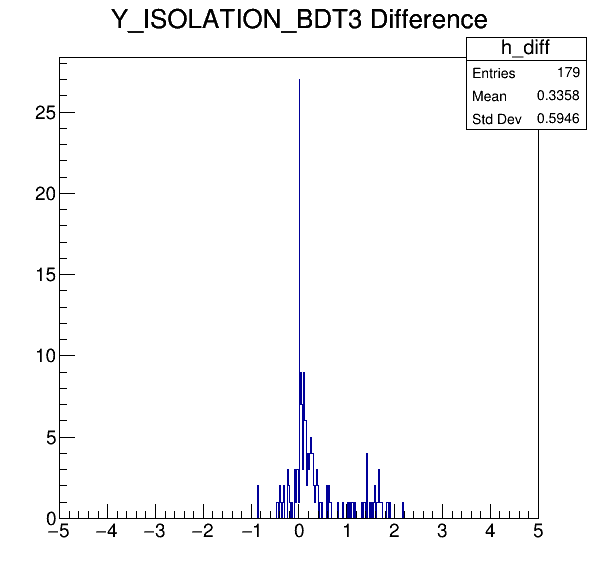 Y_ISOLATION_BDT3 Difference
h_diff
Entries 179
Mean 0.3358
Std Dev 0.5946
25
20
15
10
5
0
−5 −4 −3 −2 −1 0 1 2 3 4 5